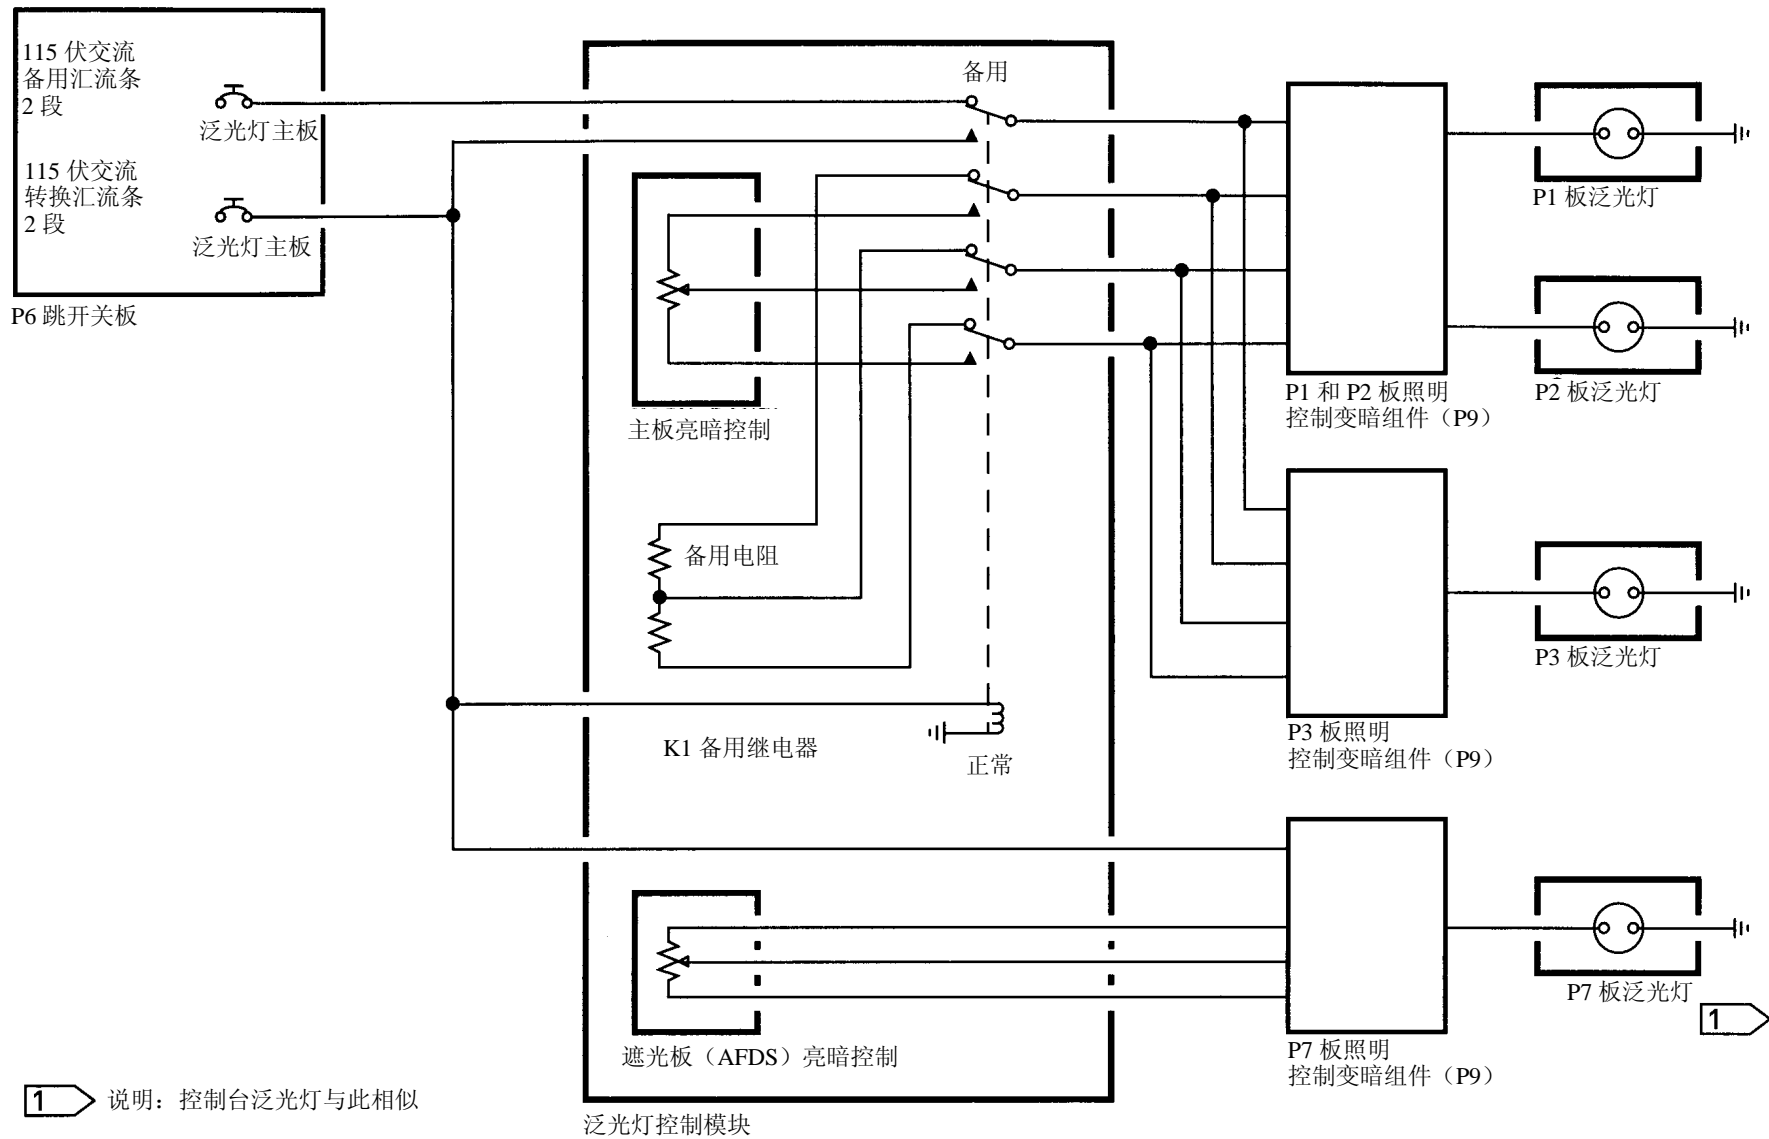 115 伏交流
备用汇流条
2 段
泛光灯主板
115 伏交流
转换汇流条
2 段
泛光灯主板
P6 跳开关板
备用
主板亮暗控制
备用电阻
K1 备用继电器
正常
遮光板（AFDS）亮暗控制
泛光灯控制模块
P1 和 P2 板照明
控制变暗组件（P9）
P3 板照明
控制变暗组件（P9）
P7 板照明
控制变暗组件（P9）
P1 板泛光灯
P2 板泛光灯
P3 板泛光灯
P7 板泛光灯
1
1 说明：控制台泛光灯与此相似